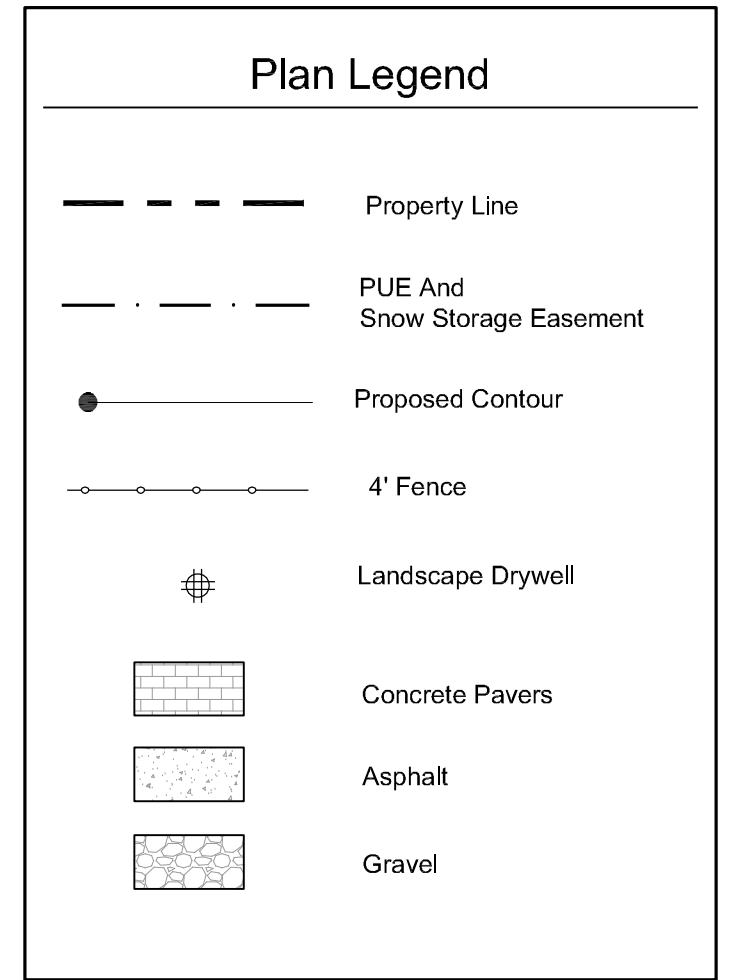 Plan Legend
Property Line
PUE And
Snow Storage Easement
Proposed Contour
4' Fence
Landscape Drywell
Concrete Pavers
Asphalt
Gravel